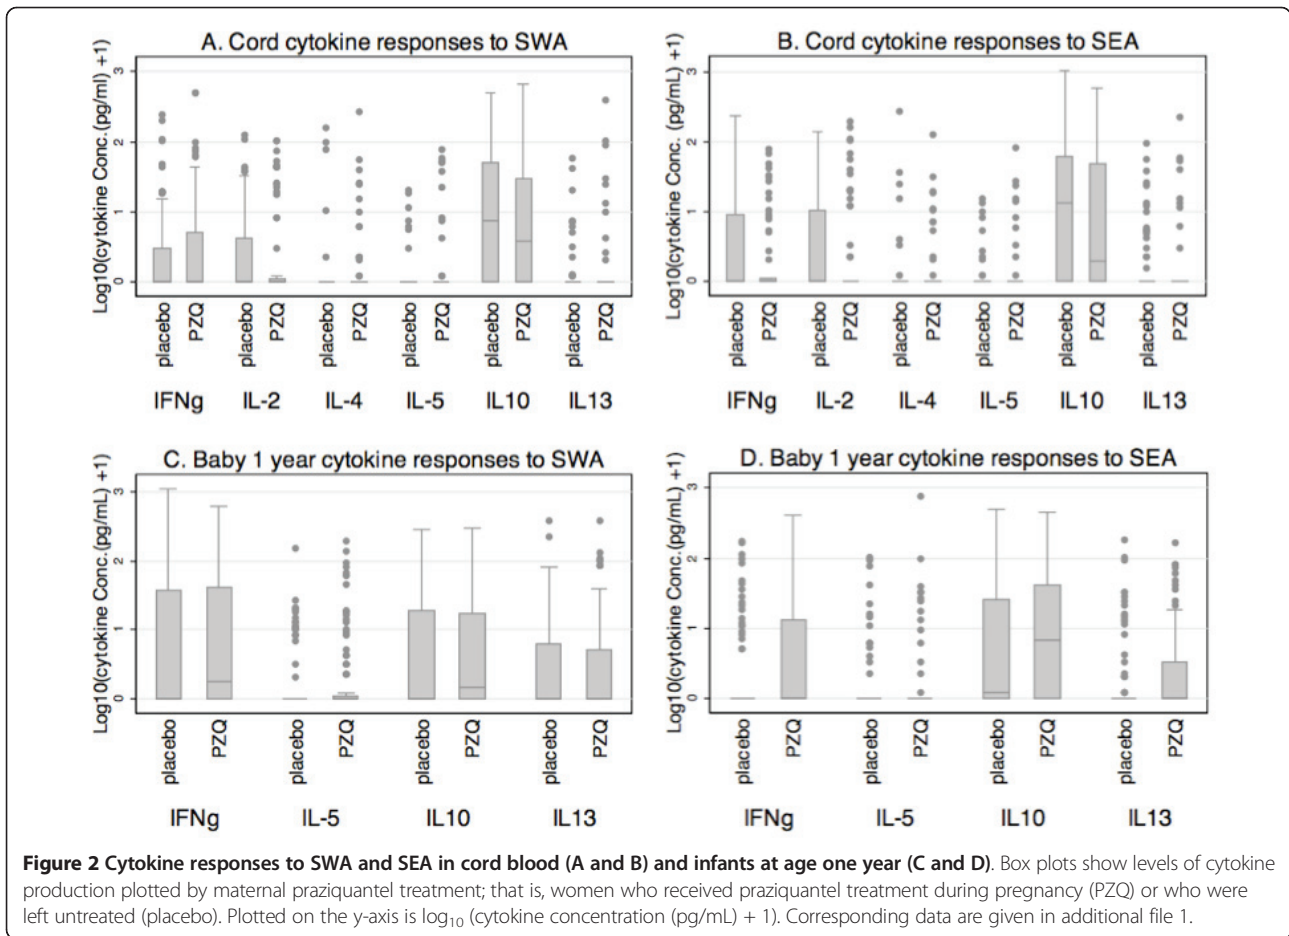 A. Cord cytokine responses to SWA
Log10(cytokine Conc.(pg/ml) +1)
3
2
1
0
placebo PZQ placebo PZQ placebo PZQ placebo PZQ placebo PZQ placebo PZQ
IFNg IL-2 IL-4 IL-5 IL10 IL13
B. Cord cytokine responses to SEA
Log10(cytokine Conc. (pg/mL) +1)
3
2
1
0
placebo PZQ placebo PZQ placebo PZQ placebo PZQ placebo PZQ placebo PZQ
IFNg IL-2 IL-4 IL-5 IL10 IL13
C. Baby 1 year cytokine responses to SWA
Log10(cytokine Conc.(pg/mL) +1)
3
2
1
0
placebo PZQ placebo PZQ placebo PZQ placebo PZQ
IFNg IL-5 IL10 IL13
D. Baby 1 year cytokine responses to SEA
Log10(cytokine Conc.(pg/mL) +1)
3
2
1
0
placebo PZQ placebo PZQ placebo PZQ placebo PZQ
IFNg IL-5 IL10 IL13
Figure 2 Cytokine responses to SWA and SEA in cord blood (A and B) and infants at age one year (C and D). Box plots show levels of cytokine
production plotted by maternal praziquantel treatment; that is, women who received praziquantel treatment during pregnancy (PZQ) or who were
left untreated (placebo). Plotted on the y-axis is log10 (cytokine concentration (pg/mL) + 1). Corresponding data are given in additional file 1.